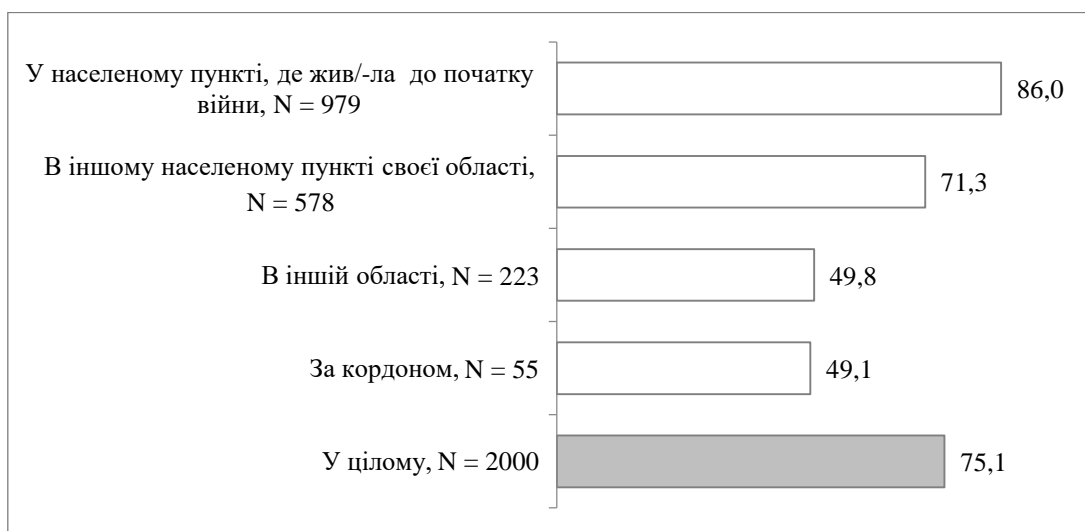 У населеному пункті, де жив/-ла до початку
війни, N = 979
86,0
В іншому населеному пункті своєї області,
N = 578
71,3
В іншій області, N = 223
49,8
За кордоном, N = 55
49,1
У цілому, N = 2000
75,1